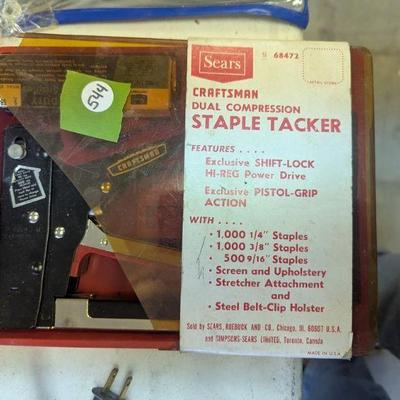 Sears
9 68472
CRAFTSMAN
DUAL COMPRESSION
STAPLE TACKER
FEATURES . . . .
Exclusive SHIFT-LOCK
HI-REG Power Drive
Exclusive PISTOL-GRIP
ACTION
WITH . . . .
• 1,000 1/4" Staples
• 1,000 3/8" Staples
• 500 9/16" Staples
• Screen and Upholstery
• Stretcher Attachment
and
• Steel Belt-Clip Holster
Sold by SEARS, ROEBUCK AND CO., Chicago, Ill. 60607 U.S.A.
and SIMPSONS-SEARS LIMITED, Toronto, Canada
MADE IN U.S.A.
544
CRAFTSMAN